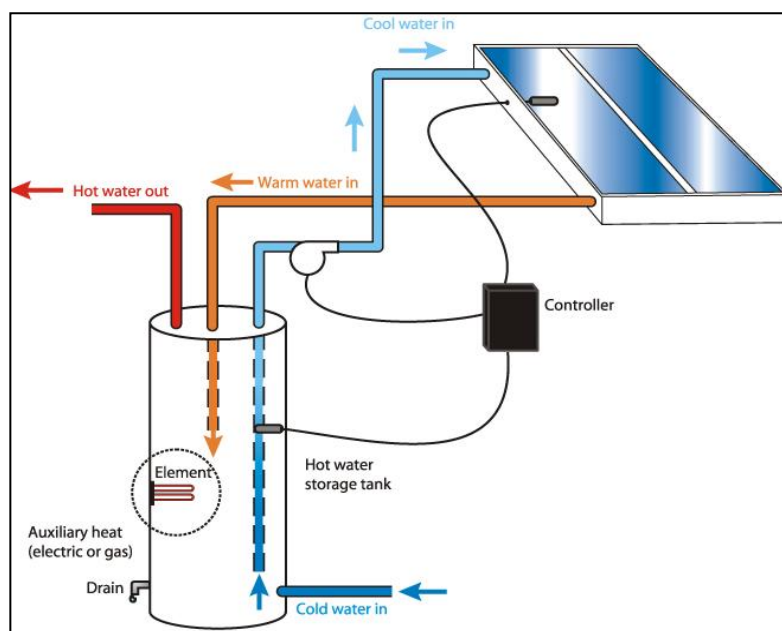 Cool water in
Hot water out
Warm water in
Controller
Element
Hot water
storage tank
Auxiliary heat
(electric or gas)
Drain
Cold water in